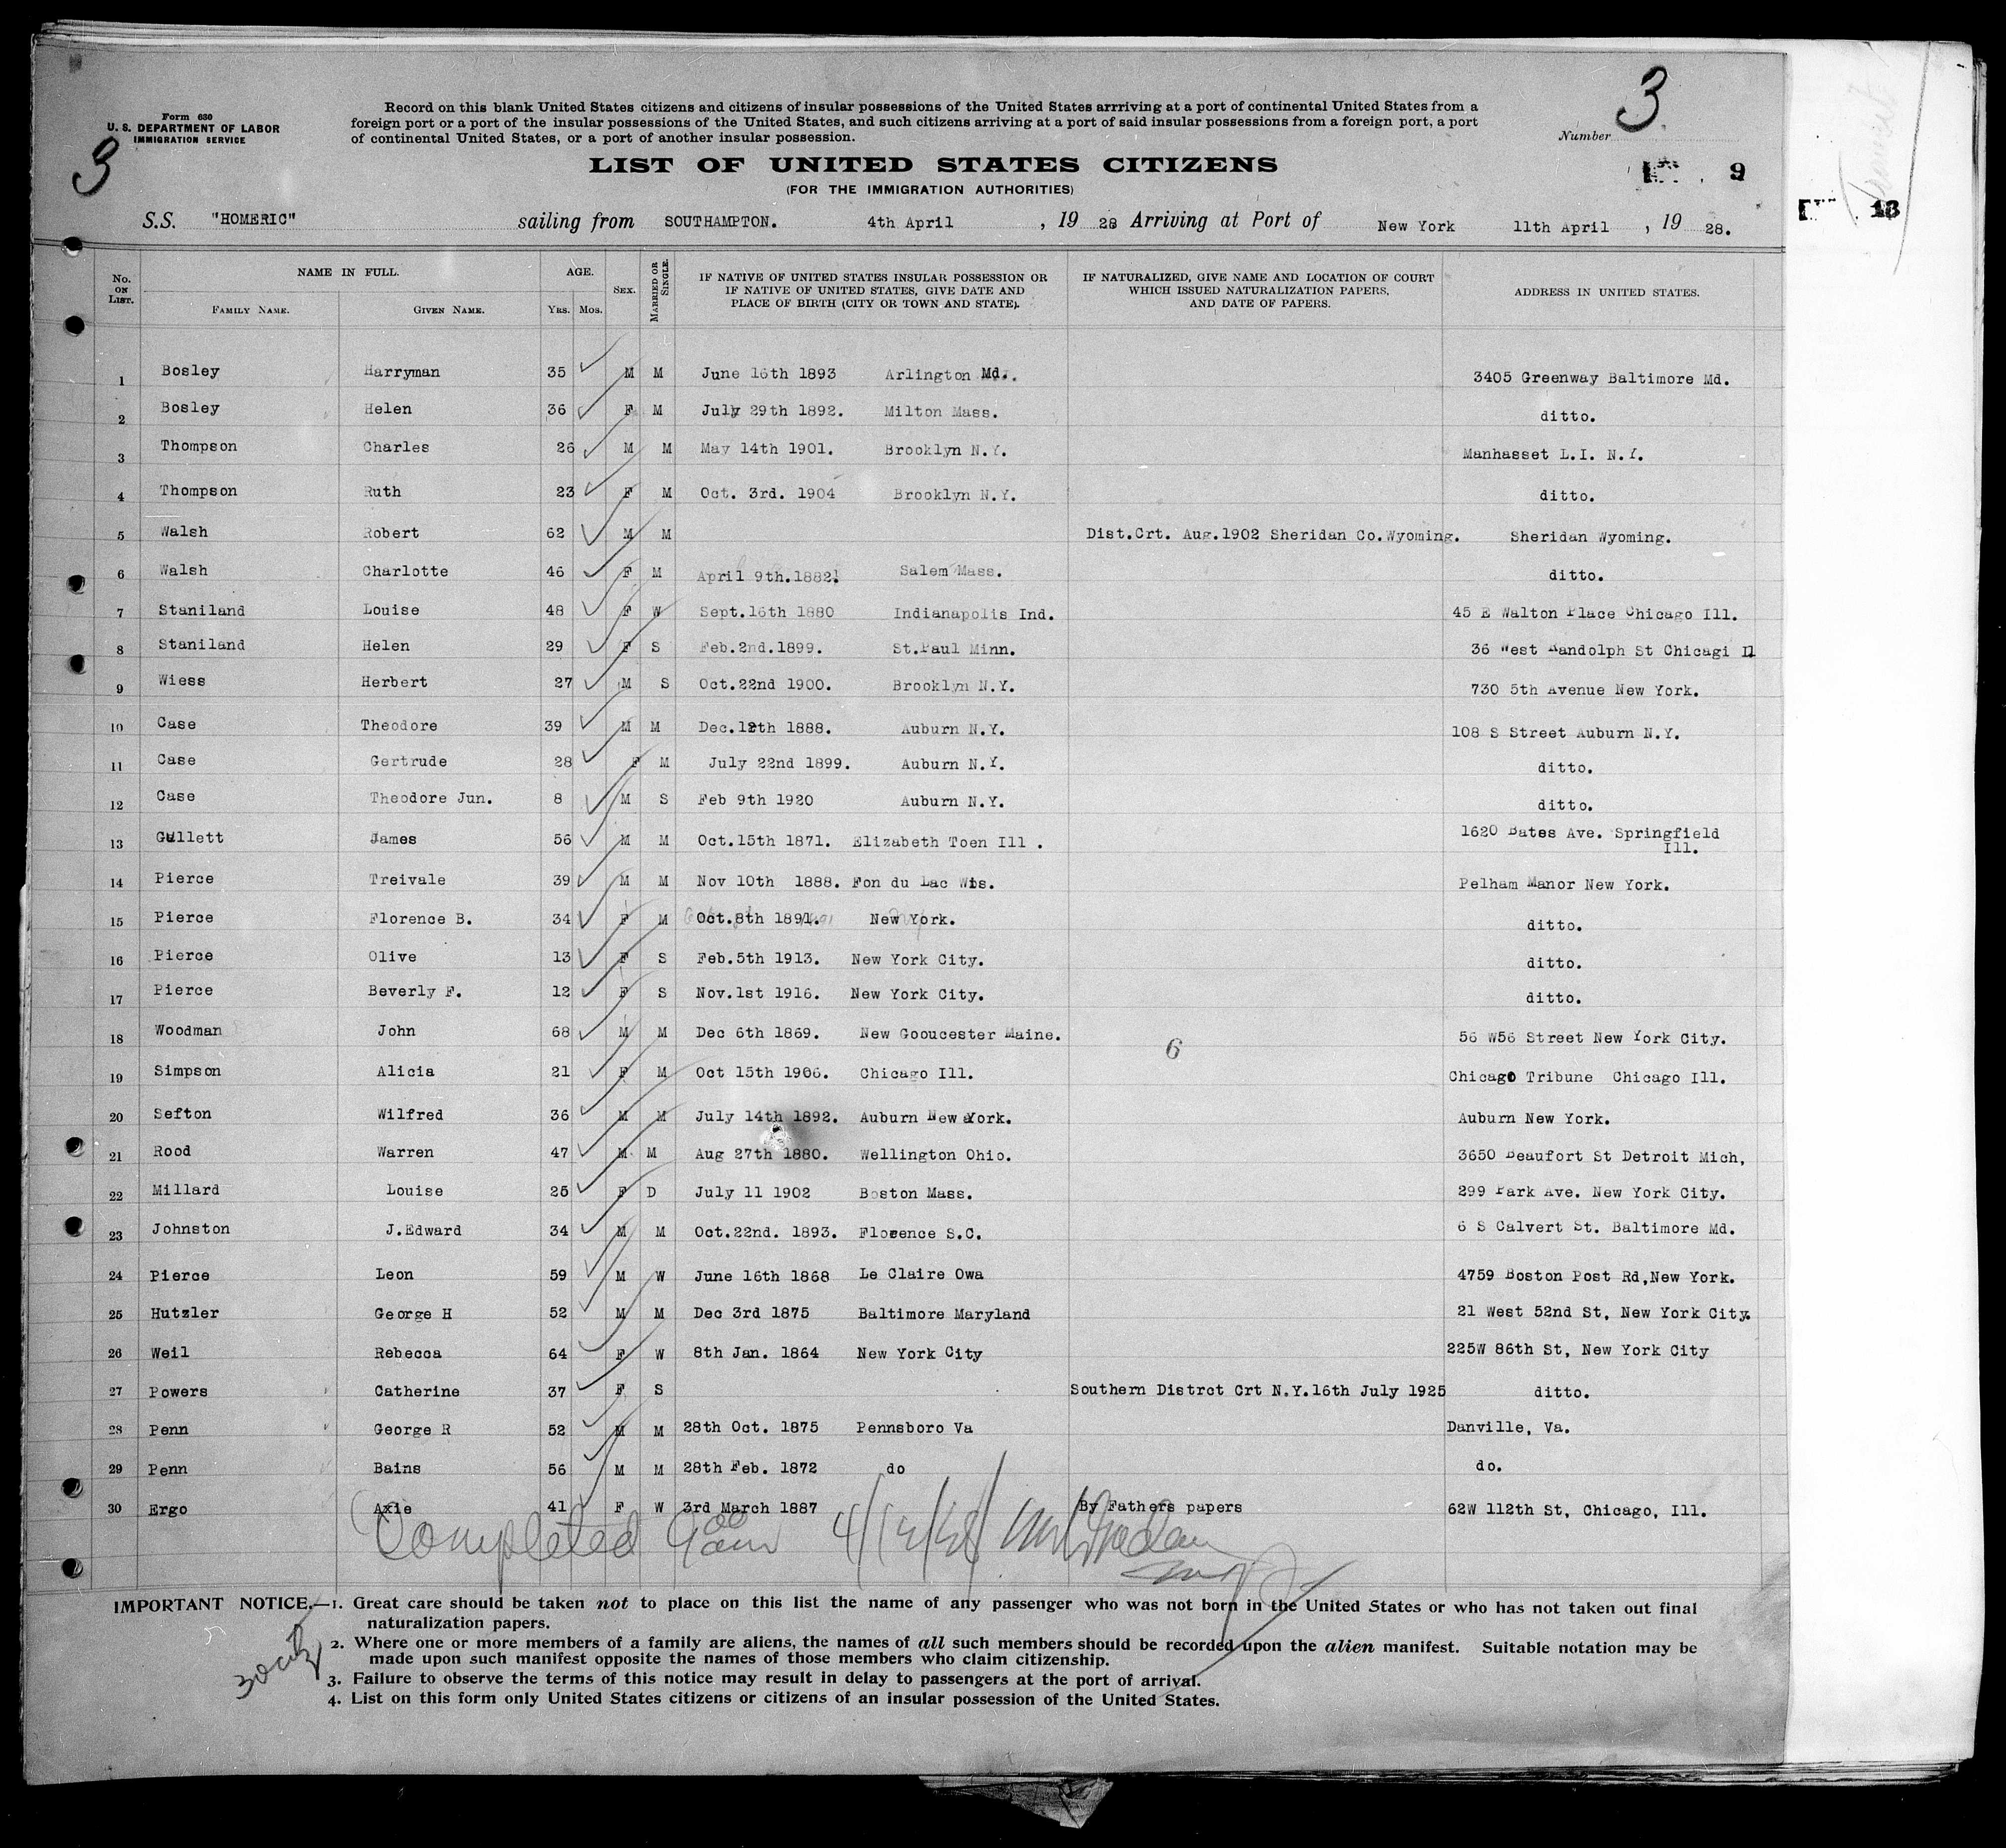 Form 630
U. S. DEPARTMENT OF LABOR
IMMIGRATION SERVICE
3
Record on this blank United States citizens and citizens of insular possessions of the United States arrriving at a port of continental United States from a
foreign port or a port of the insular possessions of the United States, and such citizens arriving at a port of said insular possessions from a foreign port, a port
of continental United States, or a port of another insular possession.
Number 3
LIST OF UNITED STATES CITIZENS
(FOR THE IMMIGRATION AUTHORITIES)
9
13
S.S. "HOMERIC" sailing from SOUTHAMPTON. 4th April , 19 28 Arriving at Port of New York 11th April , 19 28.
No. ON LIST. NAME IN FULL. FAMILY NAME. GIVEN NAME. AGE. YRS. MOS. SEX. MARRIED OR SINGLE. IF NATIVE OF UNITED STATES INSULAR POSSESSION OR IF NATIVE OF UNITED STATES, GIVE DATE AND PLACE OF BIRTH (CITY OR TOWN AND STATE). IF NATURALIZED, GIVE NAME AND LOCATION OF COURT WHICH ISSUED NATURALIZATION PAPERS, AND DATE OF PAPERS. ADDRESS IN UNITED STATES.
1 Bosley Harryman 35 M M June 16th 1893 Arlington Md. 3405 Greenway Baltimore Md.
2 Bosley Helen 36 F M July 29th 1892. Milton Mass. ditto.
3 Thompson Charles 26 M M May 14th 1901. Brooklyn N.Y. Manhasset L.I. N.Y.
4 Thompson Ruth 23 F M Oct. 3rd. 1904 Brooklyn N.Y. ditto.
5 Walsh Robert 62 M M Dist.Crt. Aug.1902 Sheridan Co.Wyoming. Sheridan Wyoming.
6 Walsh Charlotte 46 F M April 9th.1882. Salem Mass. ditto.
7 Staniland Louise 48 F W Sept.16th 1880 Indianapolis Ind. 45 E Walton Place Chicago Ill.
8 Staniland Helen 29 F S Feb.2nd.1899. St.Paul Minn. 36 West Randolph St Chicagi Il
9 Wiess Herbert 27 M S Oct.22nd 1900. Brooklyn N.Y. 730 5th Avenue New York.
10 Case Theodore 39 M M Dec.12th 1888. Auburn N.Y. 108 S Street Auburn N.Y.
11 Case Gertrude 28 F M July 22nd 1899. Auburn N.Y. ditto.
12 Case Theodore Jun. 8 M S Feb 9th 1920 Auburn N.Y. ditto.
13 Gullett James 56 M M Oct.15th 1871. Elizabeth Toen Ill . 1620 Bates Ave. Springfield
Ill.
14 Pierce Treivale 39 M M Nov 10th 1888. Fon du Lac Wis. Pelham Manor New York.
15 Pierce Florence B. 34 F M Oct.8th 1891. New York. ditto.
16 Pierce Olive 13 F S Feb.5th 1913. New York City. ditto.
17 Pierce Beverly F. 12 F S Nov.1st 1916. New York City. ditto.
18 Woodman John 68 M M Dec 6th 1869. New Gooucester Maine. 56 W56 Street New York City.
6
19 Simpson Alicia 21 F M Oct 15th 1906. Chicago Ill. Chicago Tribune Chicago Ill.
20 Sefton Wilfred 36 M M July 14th 1892. Auburn New York. Auburn New York.
21 Rood Warren 47 M M Aug 27th 1880. Wellington Ohio. 3650 Beaufort St Detroit Mich,
22 Millard Louise 25 F D July 11 1902 Boston Mass. 299 Park Ave. New York City.
23 Johnston J.Edward 34 M M Oct.22nd. 1893. Florence S.C. 6 S Calvert St. Baltimore Md.
24 Pierce Leon 59 M W June 16th 1868 Le Claire Owa 4759 Boston Post Rd,New York.
25 Hutzler George H 52 M M Dec 3rd 1875 Baltimore Maryland 21 West 52nd St, New York City.
26 Weil Rebecca 64 F W 8th Jan. 1864 New York City 225W 86th St, New York City
27 Powers Catherine 37 F S Southern Distrct Crt N.Y.16th July 1925 ditto.
28 Penn George R 52 M M 28th Oct. 1875 Pennsboro Va Danville, Va.
29 Penn Bains 56 M M 28th Feb. 1872 do do.
30 Ergo Axie 41 F W 3rd March 1887 By Fathers papers 62W 112th St, Chicago, Ill.
Completed
IMPORTANT NOTICE.—1. Great care should be taken not to place on this list the name of any passenger who was not born in the United States or who has not taken out final
naturalization papers.
2. Where one or more members of a family are aliens, the names of all such members should be recorded upon the alien manifest. Suitable notation may be
made upon such manifest opposite the names of those members who claim citizenship.
3. Failure to observe the terms of this notice may result in delay to passengers at the port of arrival.
4. List on this form only United States citizens or citizens of an insular possession of the United States.